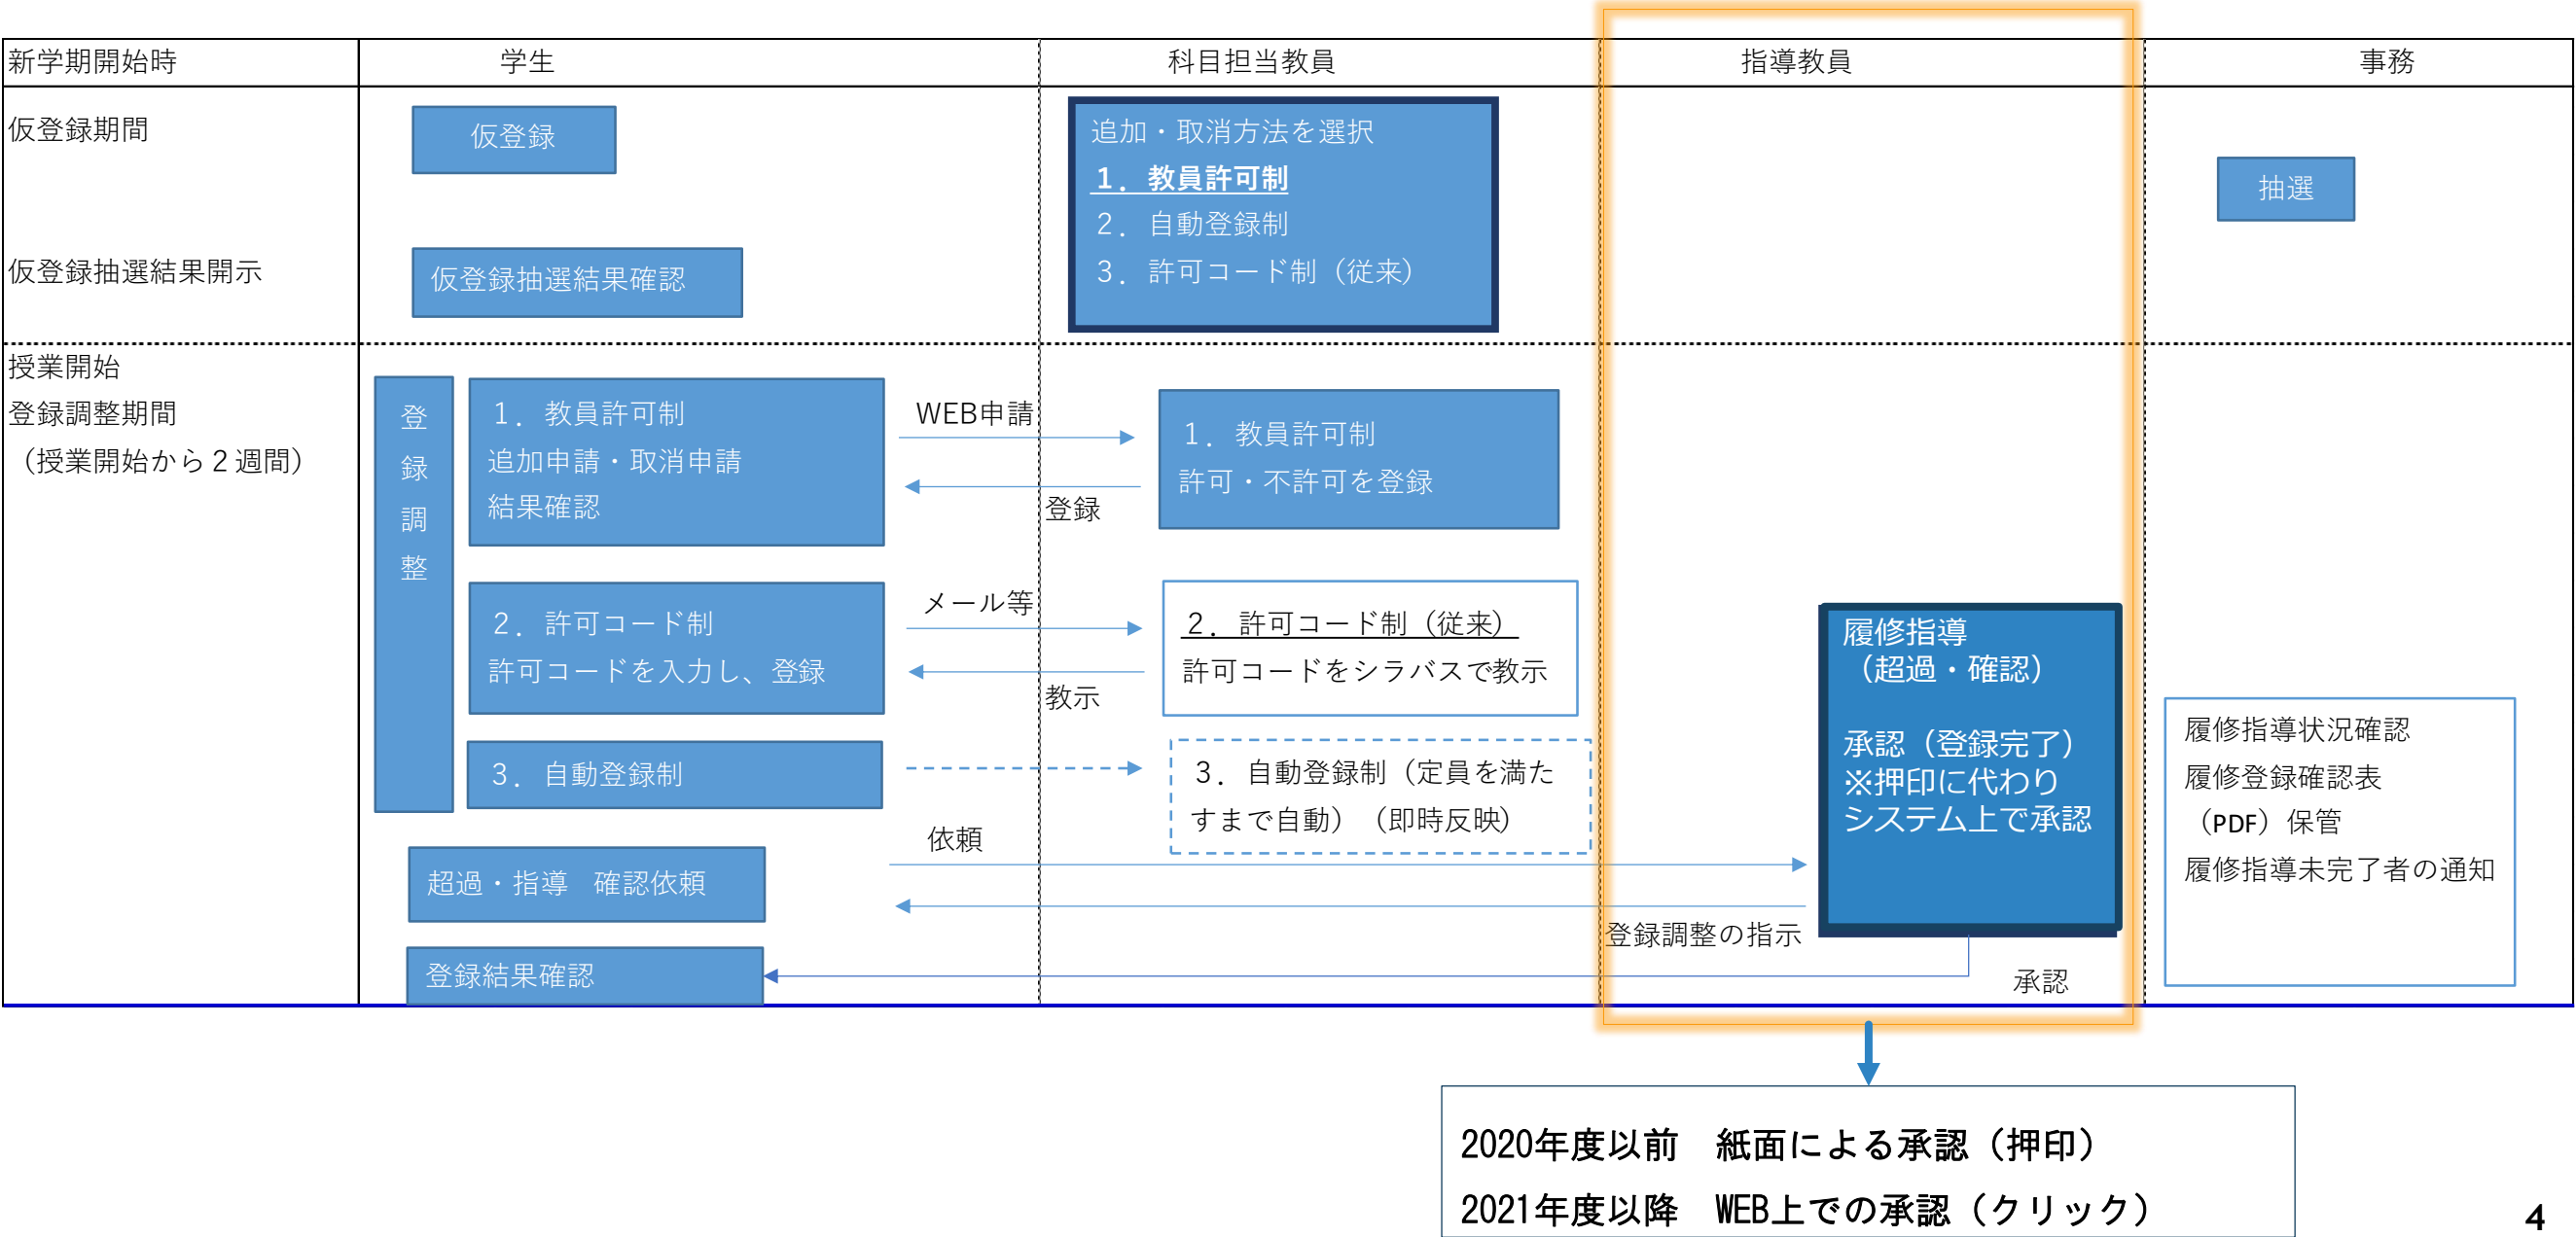 新学期開始時
学生
科目担当教員
指導教員
事務
仮登録期間
仮登録
追加・取消方法を選択
１．教員許可制
２．自動登録制
３．許可コード制（従来）
抽選
仮登録抽選結果開示
仮登録抽選結果確認
授業開始
登録調整期間
（授業開始から２週間）
登録調整
１．教員許可制
追加申請・取消申請
結果確認
WEB申請
登録
１．教員許可制
許可・不許可を登録
２．許可コード制
許可コードを入力し、登録
メール等
教示
２．許可コード制（従来）
許可コードをシラバスで教示
３．自動登録制
３．自動登録制（定員を満た
すまで自動）（即時反映）
履修指導
（超過・確認）
承認（登録完了）
※押印に代わり
システム上で承認
履修指導状況確認
履修登録確認表
（PDF）保管
履修指導未完了者の通知
超過・指導　確認依頼
依頼
登録調整の指示
登録結果確認
承認
2020年度以前　紙面による承認（押印）
2021年度以降　WEB上での承認（クリック）
4